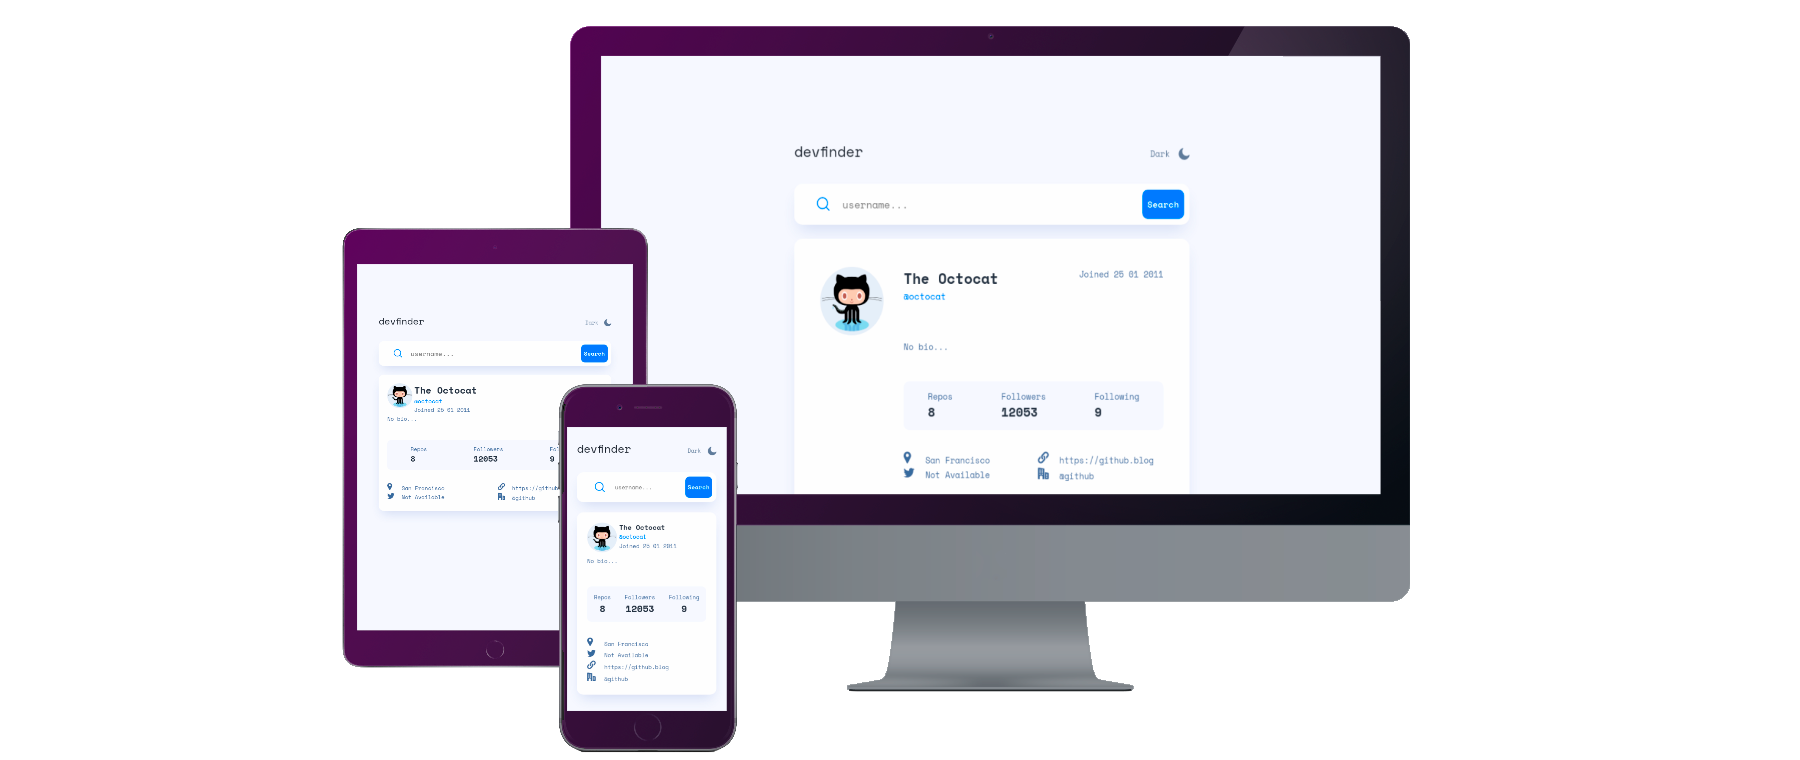 devfinder
Dark
username...
Search
The Octocat
Joined 25 01 2011
@octocat
No bio...
Repos Followers Following
8 12053 9
San Francisco https://github.blog
Not Available @github
devfinder
Dark
username...
Search
The Octocat
@octocat
Joined 25 01 2011
No bio...
Repos Followers Fol
8 12053 9
San Francisco https://github
Not Available @github
devfinder
Dark
username...
Search
The Octocat
@octocat
Joined 25 01 2011
No bio...
Repos Followers Following
8 12053 9
San Francisco
Not Available
https://github.blog
@github